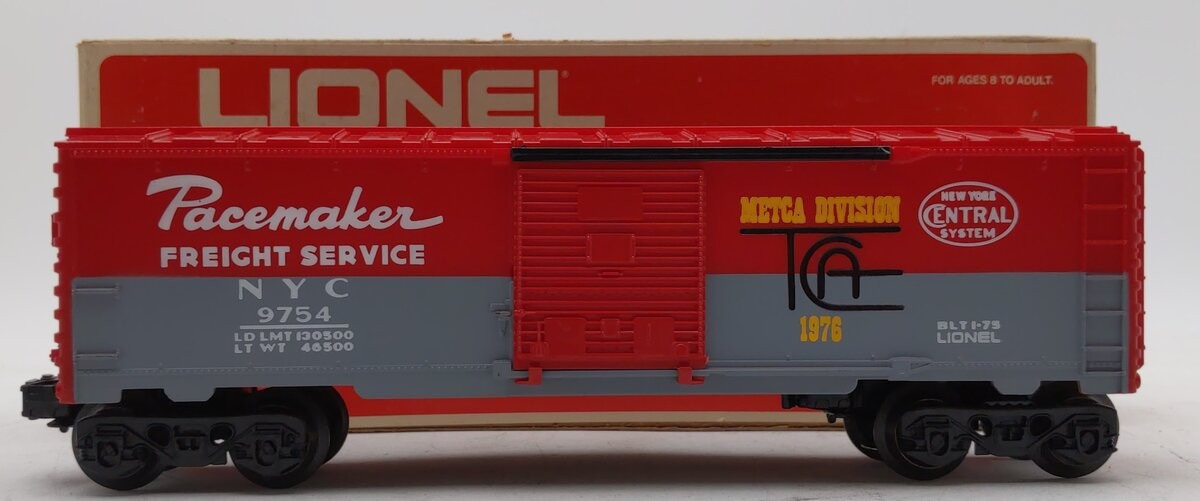 LIONEL
FOR AGES 8 TO ADULT.
Pacemaker
FREIGHT SERVICE
NYC
9754
LD LMT 130500
LT WT 46500
METCA DIVISION
TCA
1976
NEW YORK
CENTRAL
SYSTEM
BLT 1-75
LIONEL